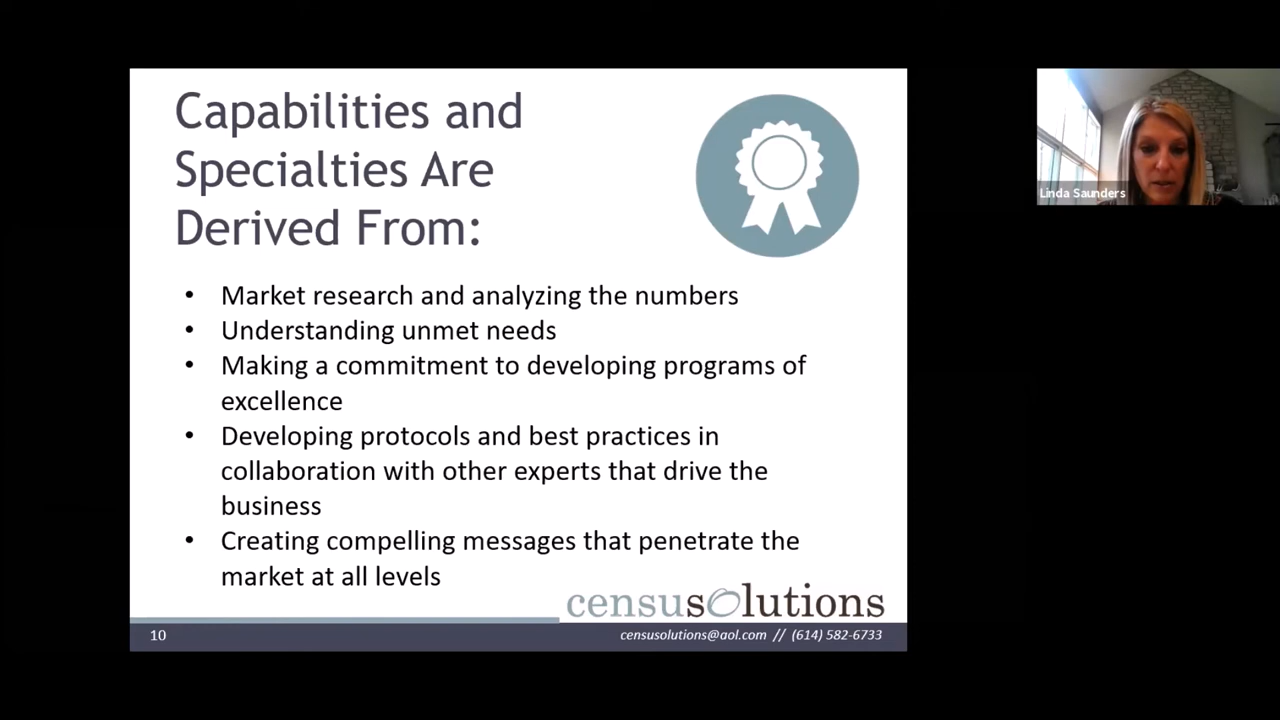 Capabilities and
Specialties Are
Derived From:
• Market research and analyzing the numbers
• Understanding unmet needs
• Making a commitment to developing programs of
excellence
• Developing protocols and best practices in
collaboration with other experts that drive the
business
• Creating compelling messages that penetrate the
market at all levels
censusolutions
10
censusolutions@aol.com // (614) 582-6733
Linda Saunders